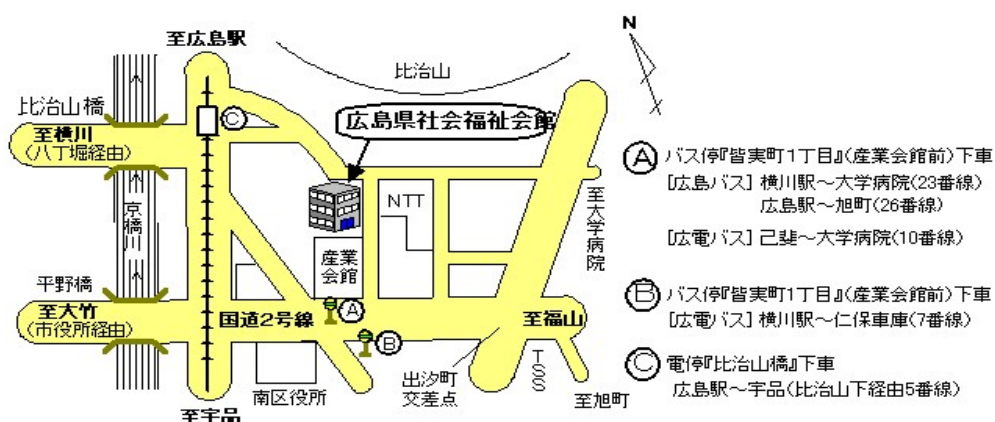 至広島駅
比治山
N
比治山橋
広島県社会福祉会館
至横川
(八丁堀経由)
C
京橋川
NTT
至大学病院
産業
会館
平野橋
至大竹
(市役所経由)
国道2号線
A
B
至福山
南区役所
出汐町
交差点
TSS
至旭町
至宇品
A バス停『皆実町1丁目』(産業会館前)下車
[広島バス] 横川駅～大学病院(23番線)
広島駅～旭町(26番線)
[広電バス] 己斐～大学病院(10番線)
B バス停『皆実町1丁目』(産業会館前)下車
[広電バス] 横川駅～仁保車庫(7番線)
C 電停『比治山橋』下車
広島駅～宇品(比治山下経由5番線)